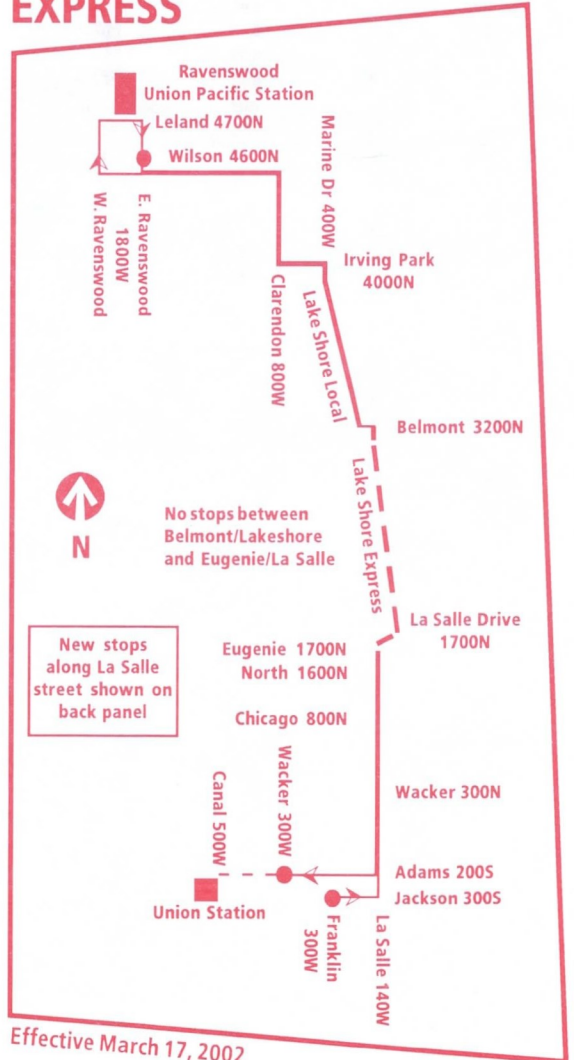 EXPRESS
Ravenswood
Union Pacific Station
Leland 4700N
Wilson 4600N
Marine Dr 400W
W. Ravenswood
E. Ravenswood
1800W
Irving Park
4000N
Clarendon 800W
Lake Shore Local
Belmont 3200N
N
No stops between
Belmont/Lakeshore
and Eugenie/La Salle
Lake Shore Express
La Salle Drive
1700N
New stops
along La Salle
street shown on
back panel
Eugenie 1700N
North 1600N
Chicago 800N
Wacker 300W
Canal 500W
Wacker 300N
Adams 200S
Jackson 300S
Union Station
Franklin
300W
La Salle 140W
Effective March 17, 2002